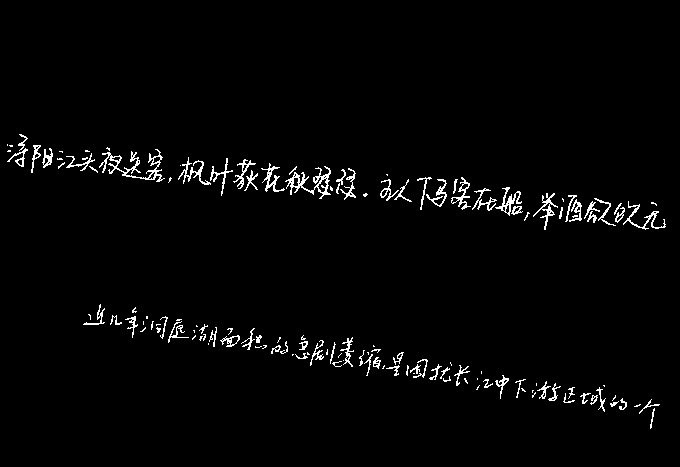 浔阳江头夜送客,枫叶荻花秋瑟瑟。主人下马客在船,举酒欲饮无
近几年洞庭湖面积的急剧萎缩,是困扰长江中下游区域的一个